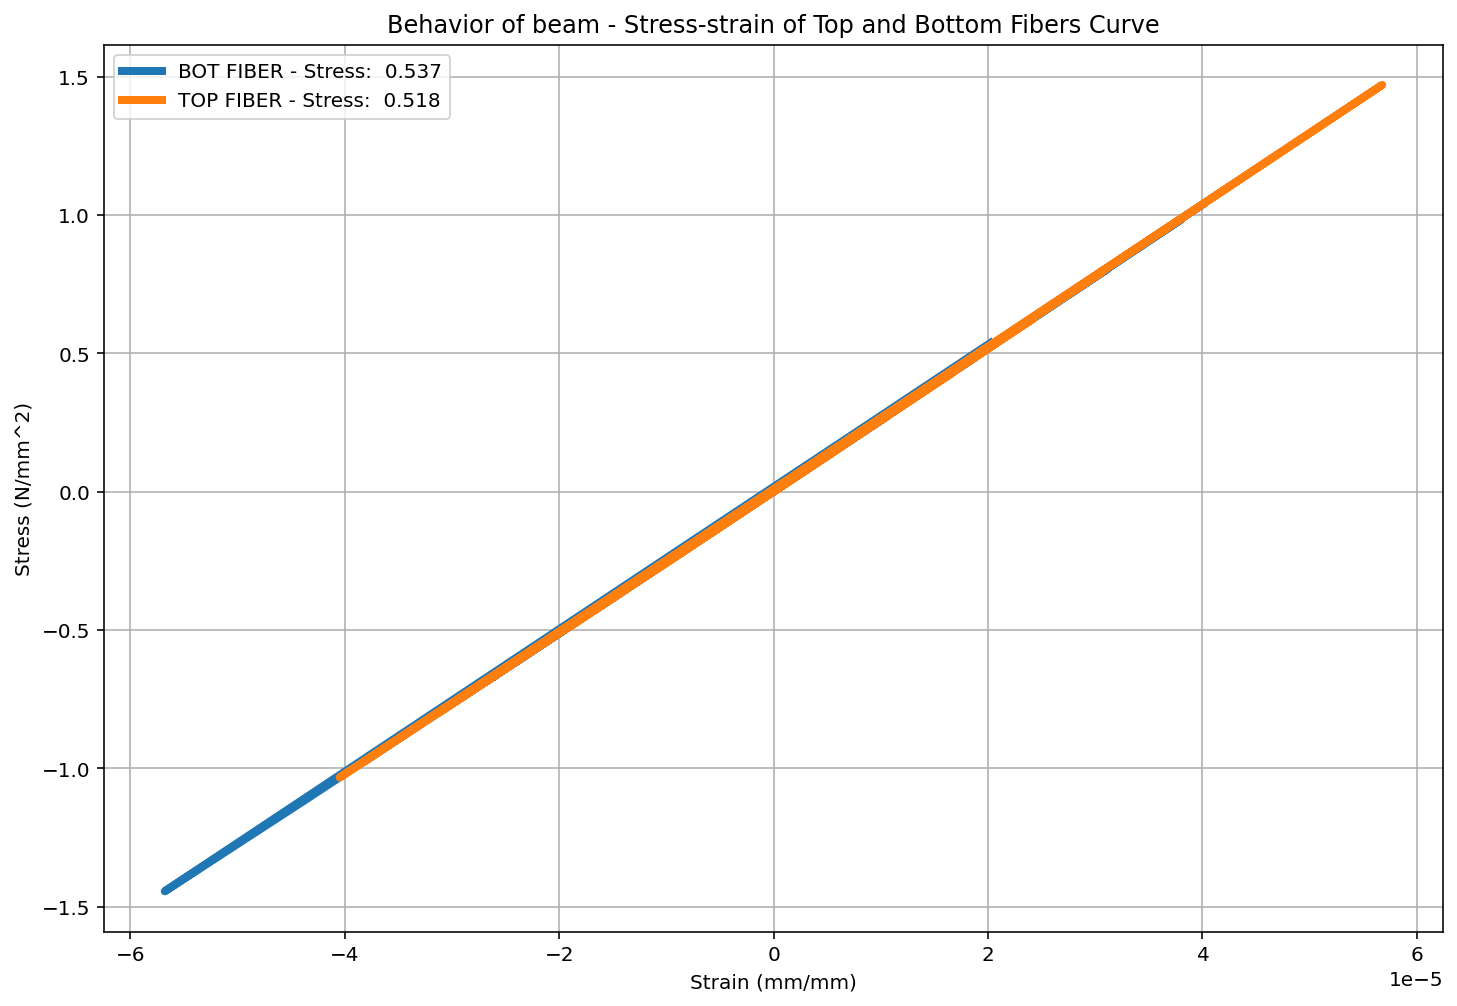 Behavior of beam - Stress-strain of Top and Bottom Fibers Curve
BOT FIBER - Stress:  0.537
TOP FIBER - Stress:  0.518
1.5
1.0
0.5
0.0
−0.5
−1.0
−1.5
Stress (N/mm^2)
−6
−4
−2
0
2
4
6
1e−5
Strain (mm/mm)